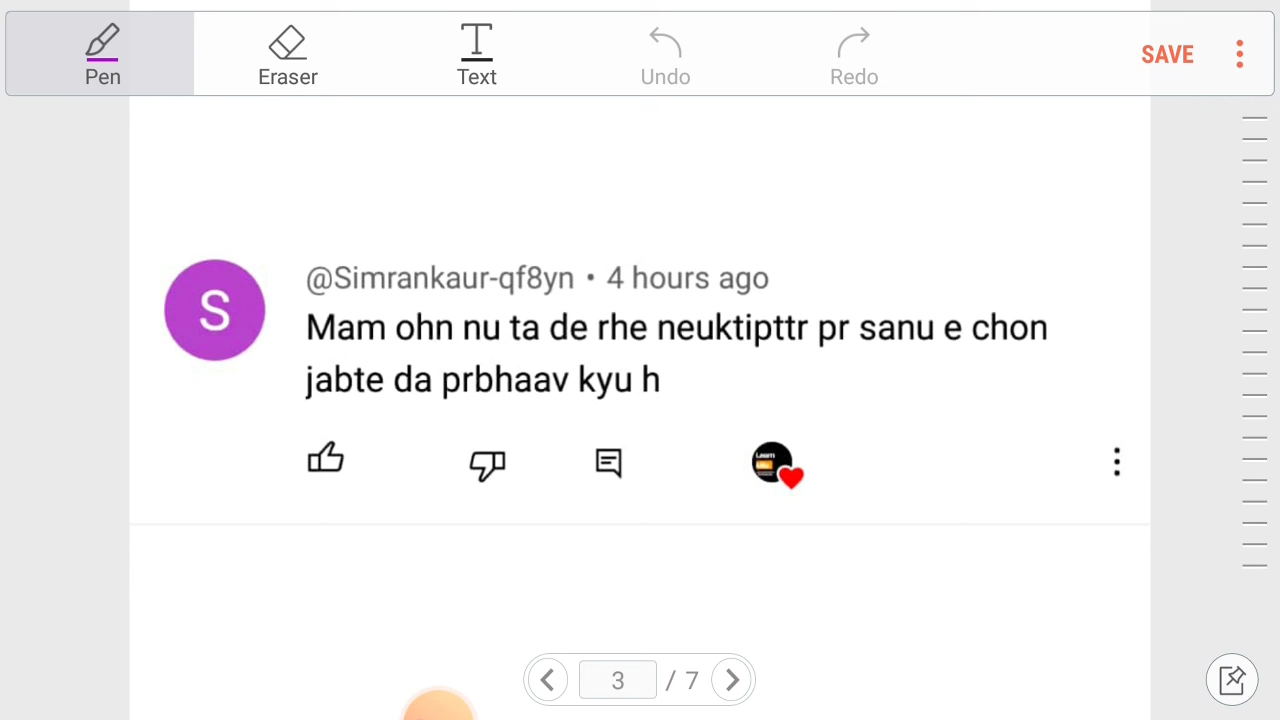 Pen
Eraser
Text
Undo
Redo
SAVE
S
@Simrankaur-qf8yn • 4 hours ago
Mam ohn nu ta de rhe neuktipttr pr sanu e chon
jabte da prbhaav kyu h
Learn
3 / 7